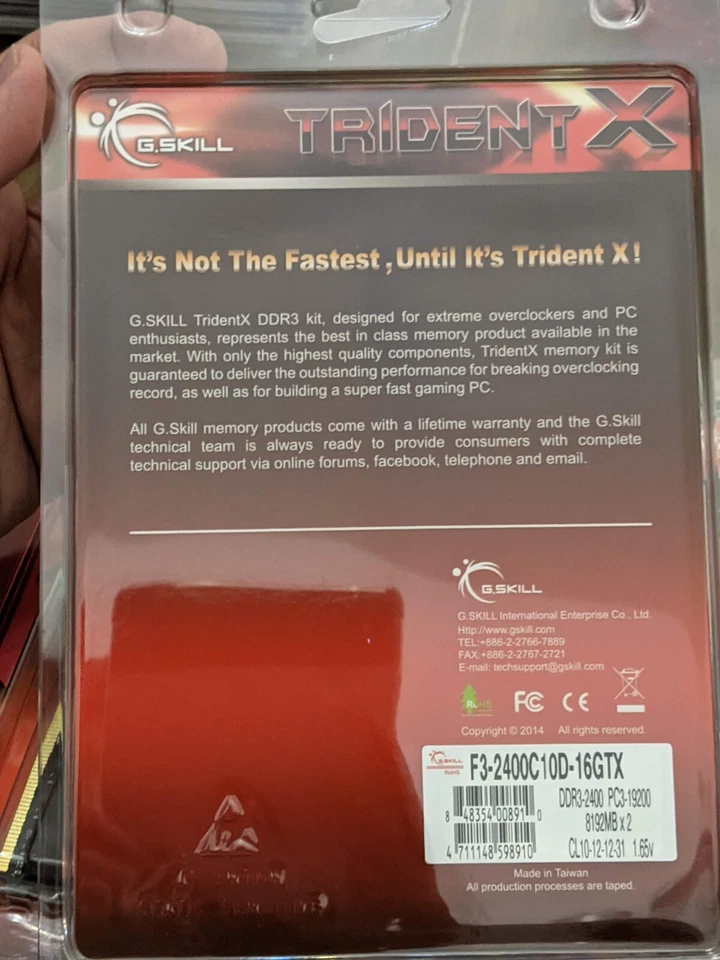 G.SKILL
TRIDENT X
It's Not The Fastest , Until It's Trident X!
G.SKILL TridentX DDR3 kit, designed for extreme overclockers and PC
enthusiasts, represents the best in class memory product available in the
market. With only the highest quality components, TridentX memory kit is
guaranteed to deliver the outstanding performance for breaking overclocking
record, as well as for building a super fast gaming PC.
All G.Skill memory products come with a lifetime warranty and the G.Skill
technical team is always ready to provide consumers with complete
technical support via online forums, facebook, telephone and email.
G.SKILL
G.SKILL International Enterprise Co., Ltd.
Http://www.gskill.com
TEL:+886-2-2766-7889
FAX:+886-2-2767-2721
E-mail: techsupport@gskill.com
RoHS FC CE
Copyright © 2014 All rights reserved.
G.SKILL
RoHS
F3-2400C10D-16GTX
DDR3-2400 PC3-19200
8 48354 00891 0
8192MB x 2
4 711148 598910
CL10-12-12-31 1.65v
Made in Taiwan
All production processes are taped.